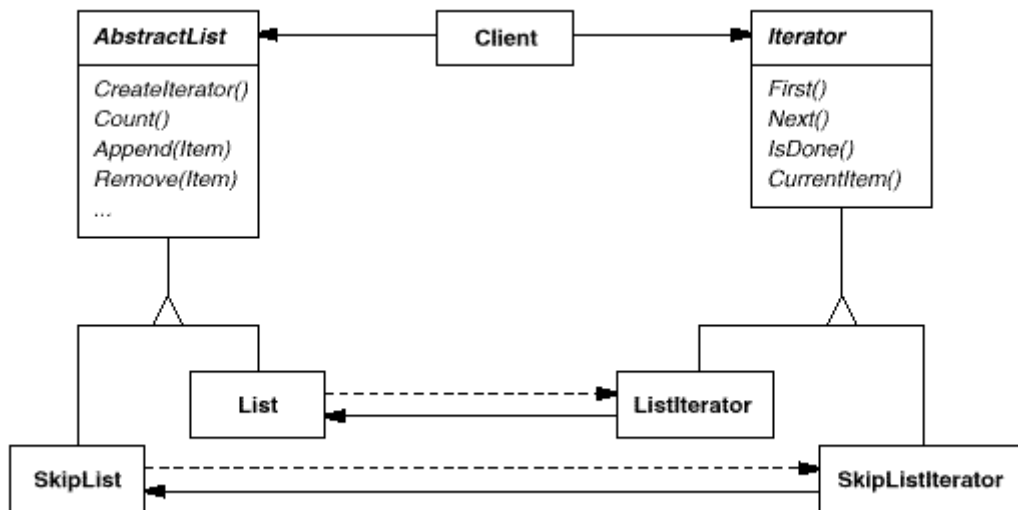 AbstractList
CreateIterator()
Count()
Append(Item)
Remove(Item)
...
Client
Iterator
First()
Next()
IsDone()
CurrentItem()
List
ListIterator
SkipList
SkipListIterator